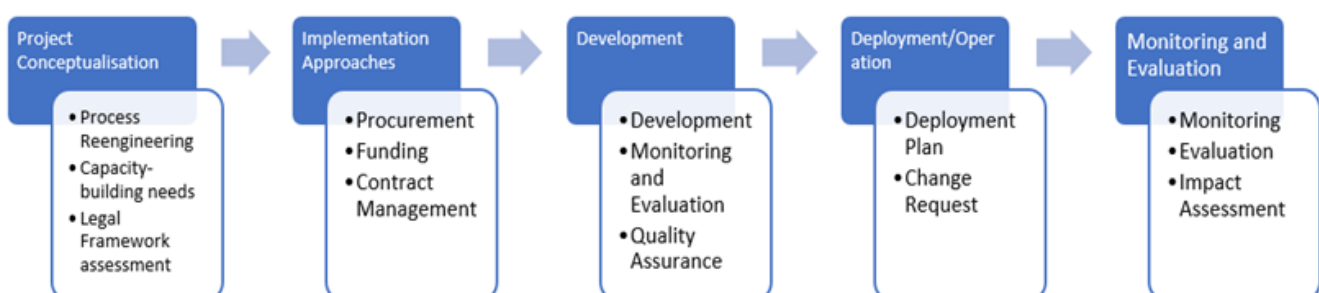 Project
Conceptualisation
• Process
Reengineering
• Capacity-
building needs
• Legal
Framework
assessment
Implementation
Approaches
• Procurement
• Funding
• Contract
Management
Development
• Development
• Monitoring
and
Evaluation
• Quality
Assurance
Deployment/Oper
ation
• Deployment
Plan
• Change
Request
Monitoring and
Evaluation
• Monitoring
• Evaluation
• Impact
Assessment